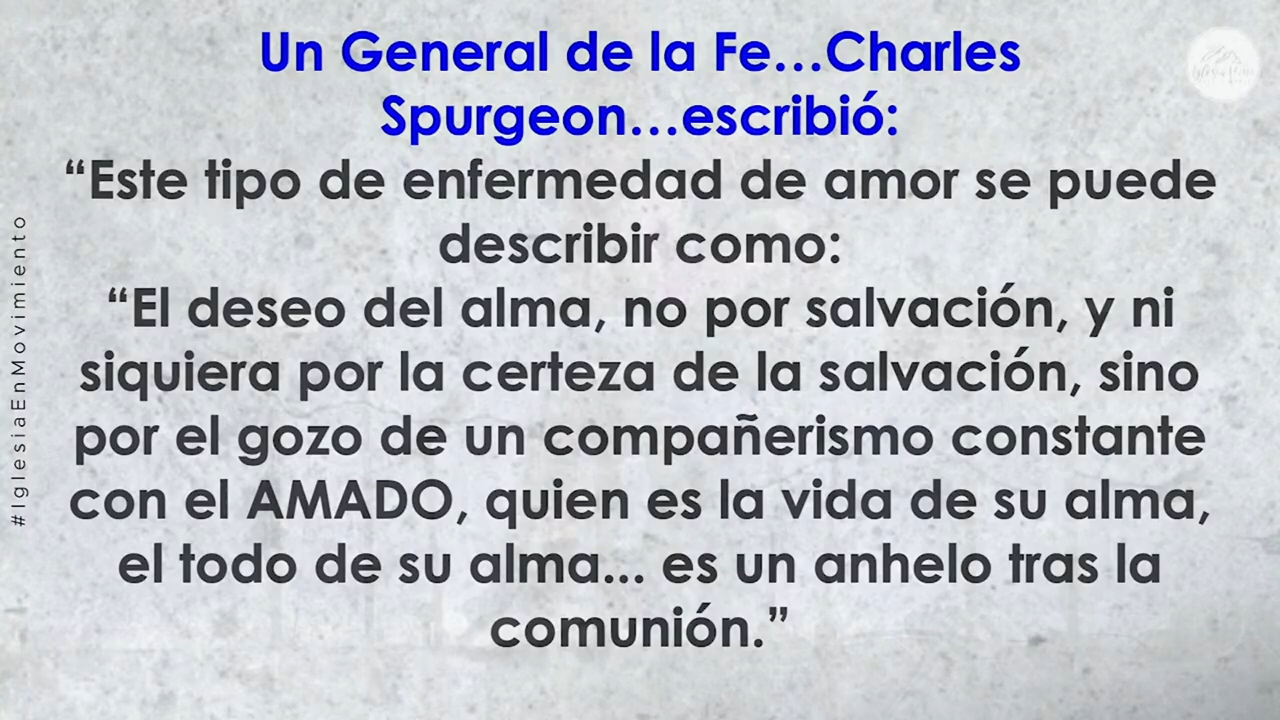 Un General de la Fe...Charles
Spurgeon...escribió:
“Este tipo de enfermedad de amor se puede
describir como:
“El deseo del alma, no por salvación, y ni
siquiera por la certeza de la salvación, sino
por el gozo de un compañerismo constante
con el AMADO, quien es la vida de su alma,
el todo de su alma... es un anhelo tras la
comunión.”
#IglesiaEnMovimiento